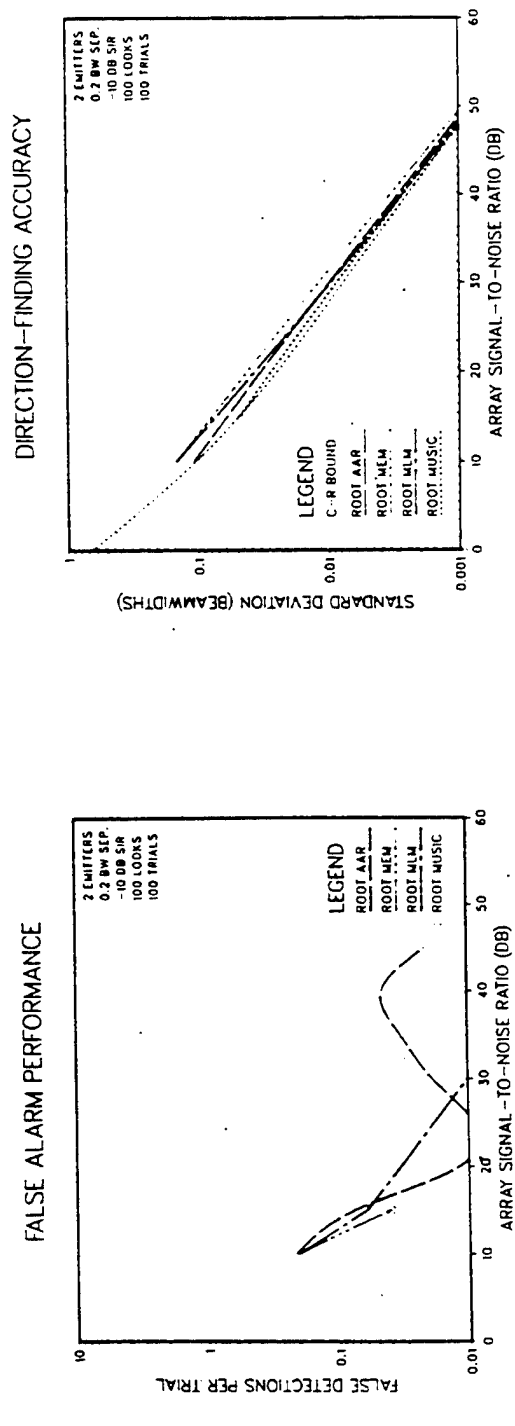 FALSE ALARM PERFORMANCE
2 EMITTERS
0.2 BW SEP.
-10 DB SIR
100 LOOKS
100 TRIALS
LEGEND
ROOT AAR
ROOT MEM
ROOT MLM
ROOT MUSIC
FALSE DETECTIONS PER TRIAL
10
1
0.1
0.01
0
10
20
30
40
50
60
ARRAY SIGNAL-TO-NOISE RATIO (DB)
DIRECTION-FINDING ACCURACY
2 EMITTERS
0.2 BW SEP.
-10 DB SIR
100 LOOKS
100 TRIALS
LEGEND
C-R BOUND
ROOT AAR
ROOT MEM
ROOT MLM
ROOT MUSIC
STANDARD DEVIATION (BEAMWIDTHS)
1
0.1
0.01
0.001
0
10
20
30
40
50
60
ARRAY SIGNAL-TO-NOISE RATIO (DB)